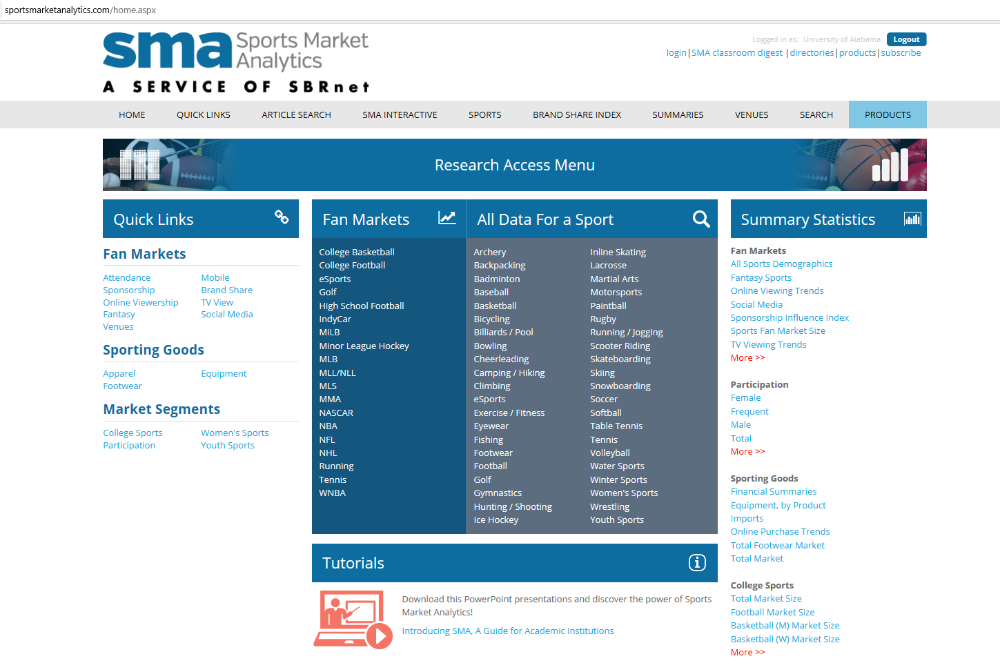 sportsmarketanalytics.com/home.aspx
sma Sports Market
Analytics
A SERVICE OF SBRnet
Logged in as: University of Alabama Logout
login|SMA classroom digest |directories|products|subscribe
HOME QUICK LINKS ARTICLE SEARCH SMA INTERACTIVE SPORTS BRAND SHARE INDEX SUMMARIES VENUES SEARCH PRODUCTS
Research Access Menu
Quick Links
Fan Markets
Attendance Mobile
Sponsorship Brand Share
Online Viewership TV View
Fantasy Social Media
Venues
Sporting Goods
Apparel Equipment
Footwear
Market Segments
College Sports Women's Sports
Participation Youth Sports
Fan Markets
College Basketball
College Football
eSports
Golf
High School Football
IndyCar
MiLB
Minor League Hockey
MLB
MLL/NLL
MLS
MMA
NASCAR
NBA
NFL
NHL
Running
Tennis
WNBA
All Data For a Sport
Archery
Backpacking
Badminton
Baseball
Basketball
Bicycling
Billiards / Pool
Bowling
Cheerleading
Camping / Hiking
Climbing
eSports
Exercise / Fitness
Eyewear
Fishing
Footwear
Football
Golf
Gymnastics
Hunting / Shooting
Ice Hockey
Inline Skating
Lacrosse
Martial Arts
Motorsports
Paintball
Rugby
Running / Jogging
Scooter Riding
Skateboarding
Skiing
Snowboarding
Soccer
Softball
Table Tennis
Tennis
Volleyball
Water Sports
Winter Sports
Women's Sports
Wrestling
Youth Sports
Tutorials
Download this PowerPoint presentations and discover the power of Sports
Market Analytics!
Introducing SMA, A Guide for Academic Institutions
Summary Statistics
Fan Markets
All Sports Demographics
Fantasy Sports
Online Viewing Trends
Social Media
Sponsorship Influence Index
Sports Fan Market Size
TV Viewing Trends
More >>
Participation
Female
Frequent
Male
Total
More >>
Sporting Goods
Financial Summaries
Equipment, by Product
Imports
Online Purchase Trends
Total Footwear Market
Total Market
College Sports
Total Market Size
Football Market Size
Basketball (M) Market Size
Basketball (W) Market Size
More >>